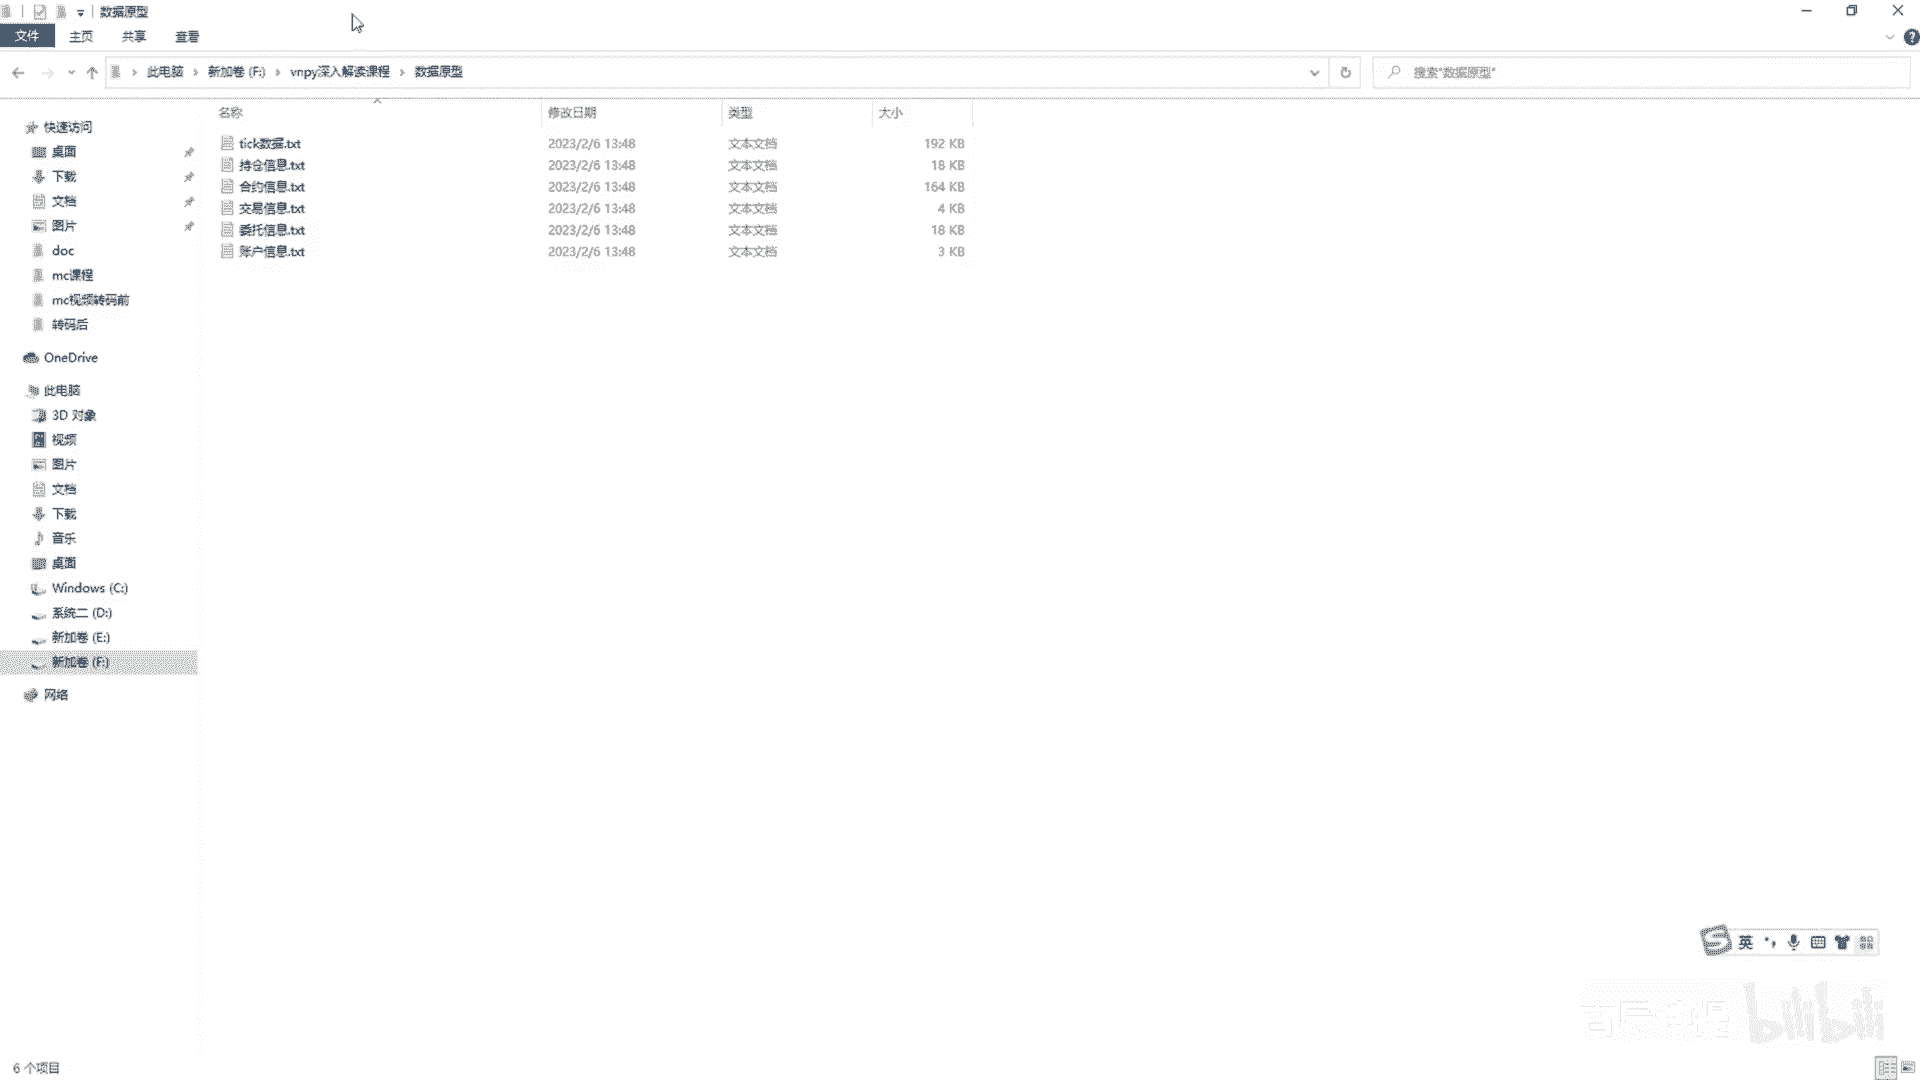 数据原型
文件 主页 共享 查看
此电脑 新加卷 (F:) vnpy深入解读课程 数据原型
搜索"数据原型"
名称 修改日期 类型 大小
tick数据.txt 2023/2/6 13:48 文本文档 192 KB
持仓信息.txt 2023/2/6 13:48 文本文档 18 KB
合约信息.txt 2023/2/6 13:48 文本文档 164 KB
交易信息.txt 2023/2/6 13:48 文本文档 4 KB
委托信息.txt 2023/2/6 13:48 文本文档 18 KB
账户信息.txt 2023/2/6 13:48 文本文档 3 KB
快速访问
桌面
下载
文档
图片
doc
mc课程
mc视频转码前
转码后
OneDrive
此电脑
3D 对象
视频
图片
文档
下载
音乐
桌面
Windows (C:)
系统二 (D:)
新加卷 (E:)
新加卷 (F:)
网络
英
bilibili
6 个项目